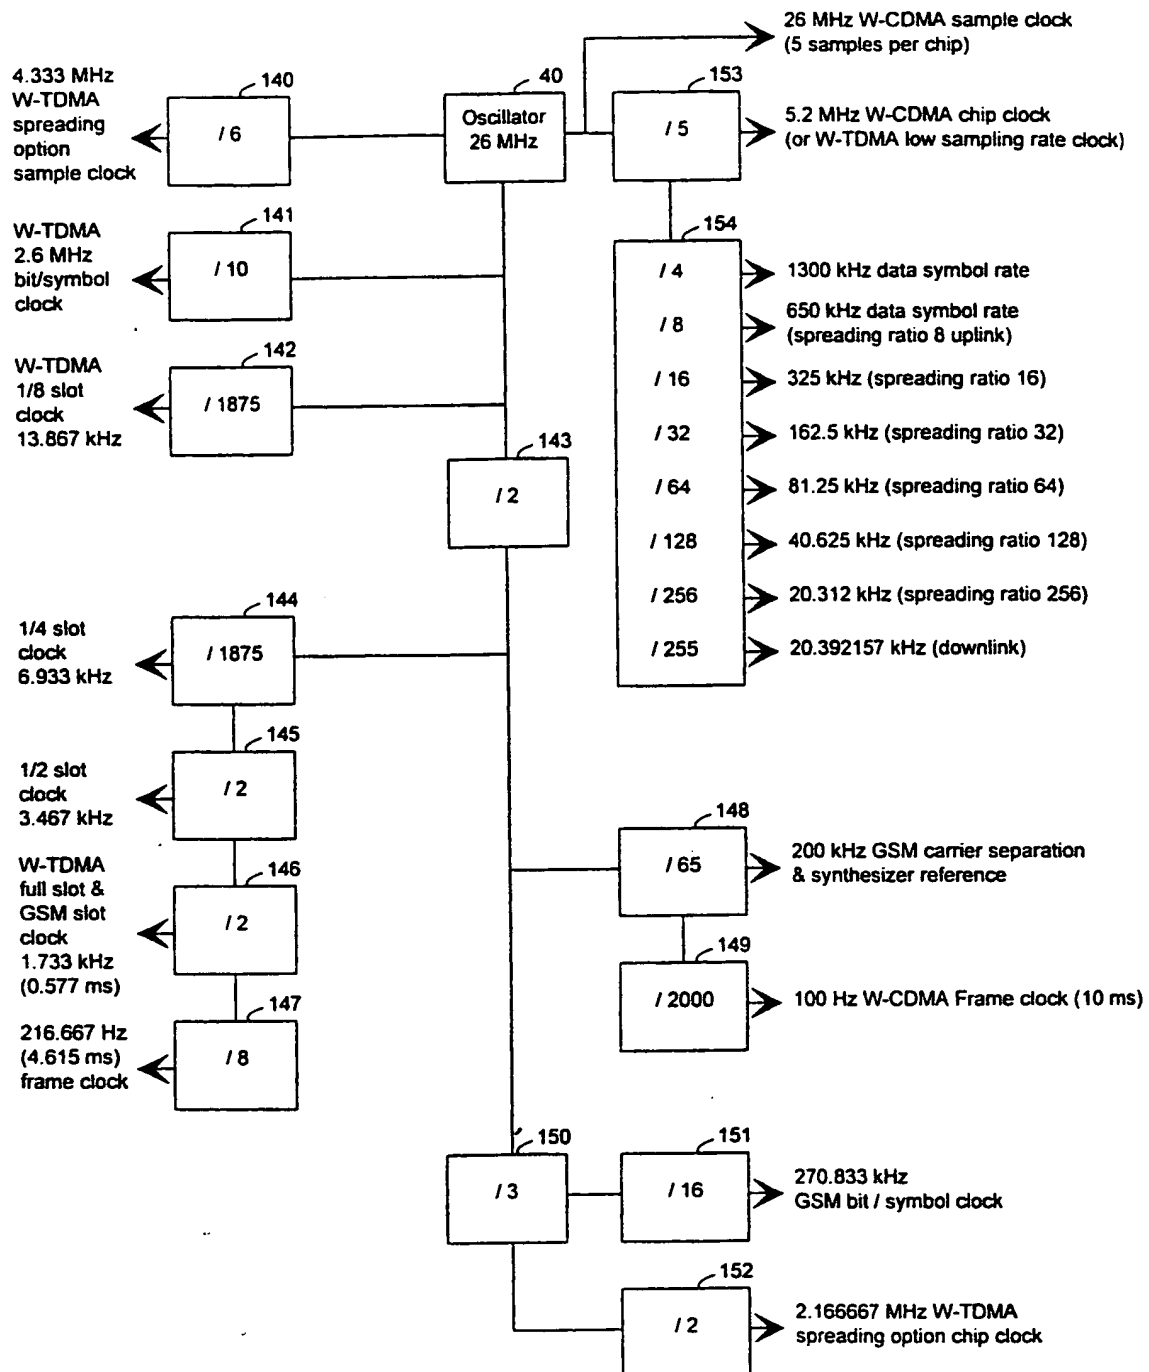 26 MHz W-CDMA sample clock
(5 samples per chip)
4.333 MHz
W-TDMA
spreading
option
sample clock
140
/ 6
40
Oscillator
26 MHz
153
/ 5
5.2 MHz W-CDMA chip clock
(or W-TDMA low sampling rate clock)
W-TDMA
2.6 MHz
bit/symbol
clock
141
/ 10
154
/ 4
1300 kHz data symbol rate
/ 8
650 kHz data symbol rate
(spreading ratio 8 uplink)
/ 16
325 kHz (spreading ratio 16)
/ 32
162.5 kHz (spreading ratio 32)
/ 64
81.25 kHz (spreading ratio 64)
/ 128
40.625 kHz (spreading ratio 128)
/ 256
20.312 kHz (spreading ratio 256)
/ 255
20.392157 kHz (downlink)
W-TDMA
1/8 slot
clock
13.867 kHz
142
/ 1875
143
/ 2
1/4 slot
clock
6.933 kHz
144
/ 1875
1/2 slot
clock
3.467 kHz
145
/ 2
W-TDMA
full slot &
GSM slot
clock
1.733 kHz
(0.577 ms)
146
/ 2
216.667 Hz
(4.615 ms)
frame clock
147
/ 8
148
/ 65
200 kHz GSM carrier separation
& synthesizer reference
149
/ 2000
100 Hz W-CDMA Frame clock (10 ms)
150
/ 3
151
/ 16
270.833 kHz
GSM bit / symbol clock
152
/ 2
2.166667 MHz W-TDMA
spreading option chip clock